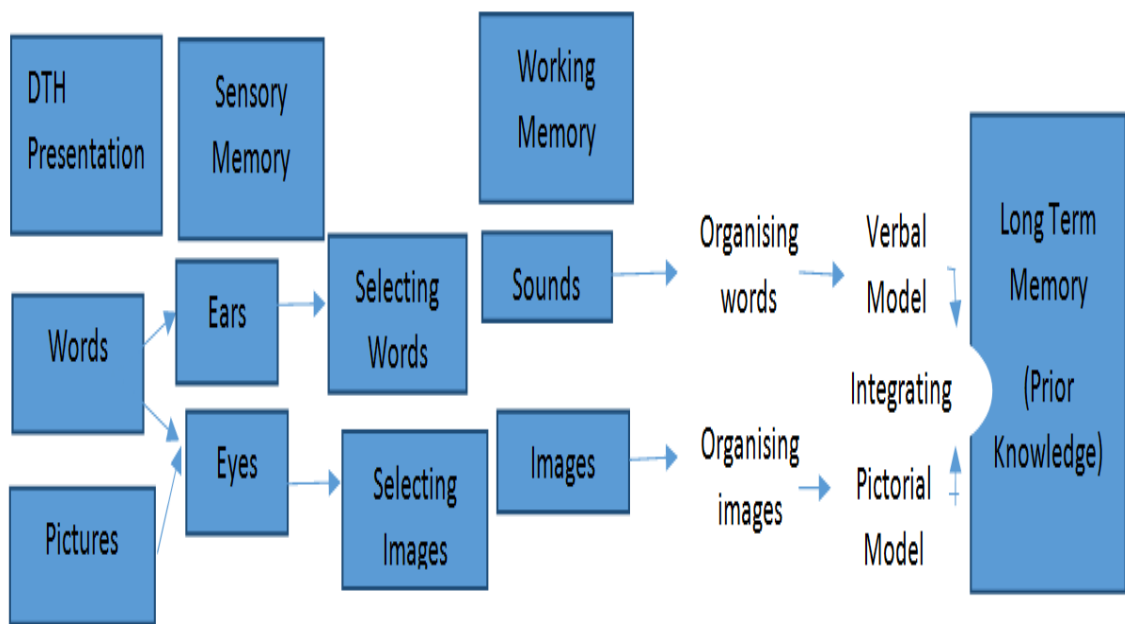 DTH
Presentation
Sensory
Memory
Working
Memory
Words
Pictures
Ears
Eyes
Selecting
Words
Selecting
Images
Sounds
Images
Organising
words
Organising
images
Verbal
Model
Integrating
Pictorial
Model
Long Term
Memory
(Prior
Knowledge)